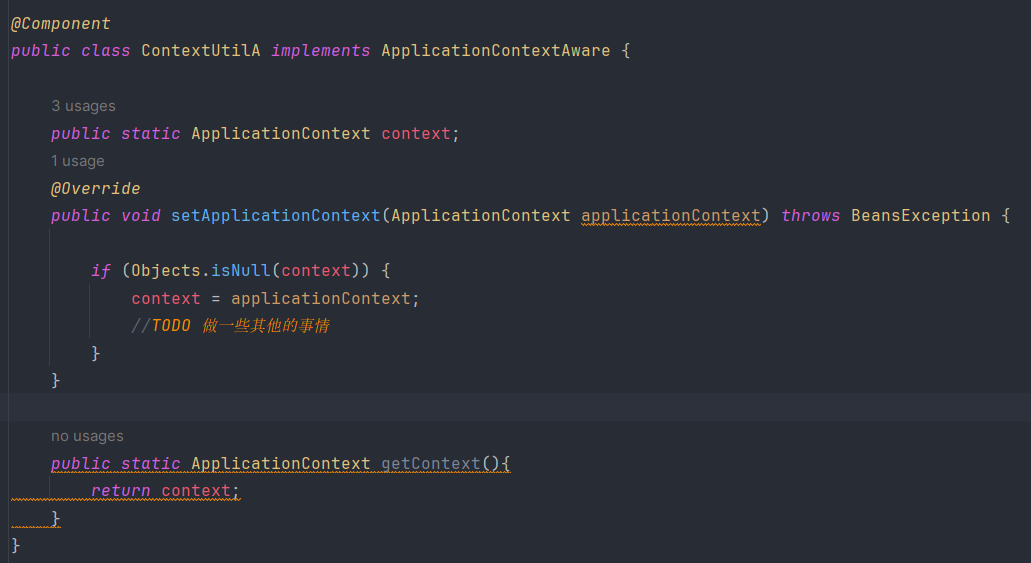 @Component
public class ContextUtilA implements ApplicationContextAware {
3 usages
public static ApplicationContext context;
1 usage
@Override
public void setApplicationContext(ApplicationContext applicationContext) throws BeansException {
if (Objects.isNull(context)) {
context = applicationContext;
//TODO 做一些其他的事情
}
}
no usages
public static ApplicationContext getContext(){
return context;
}
}